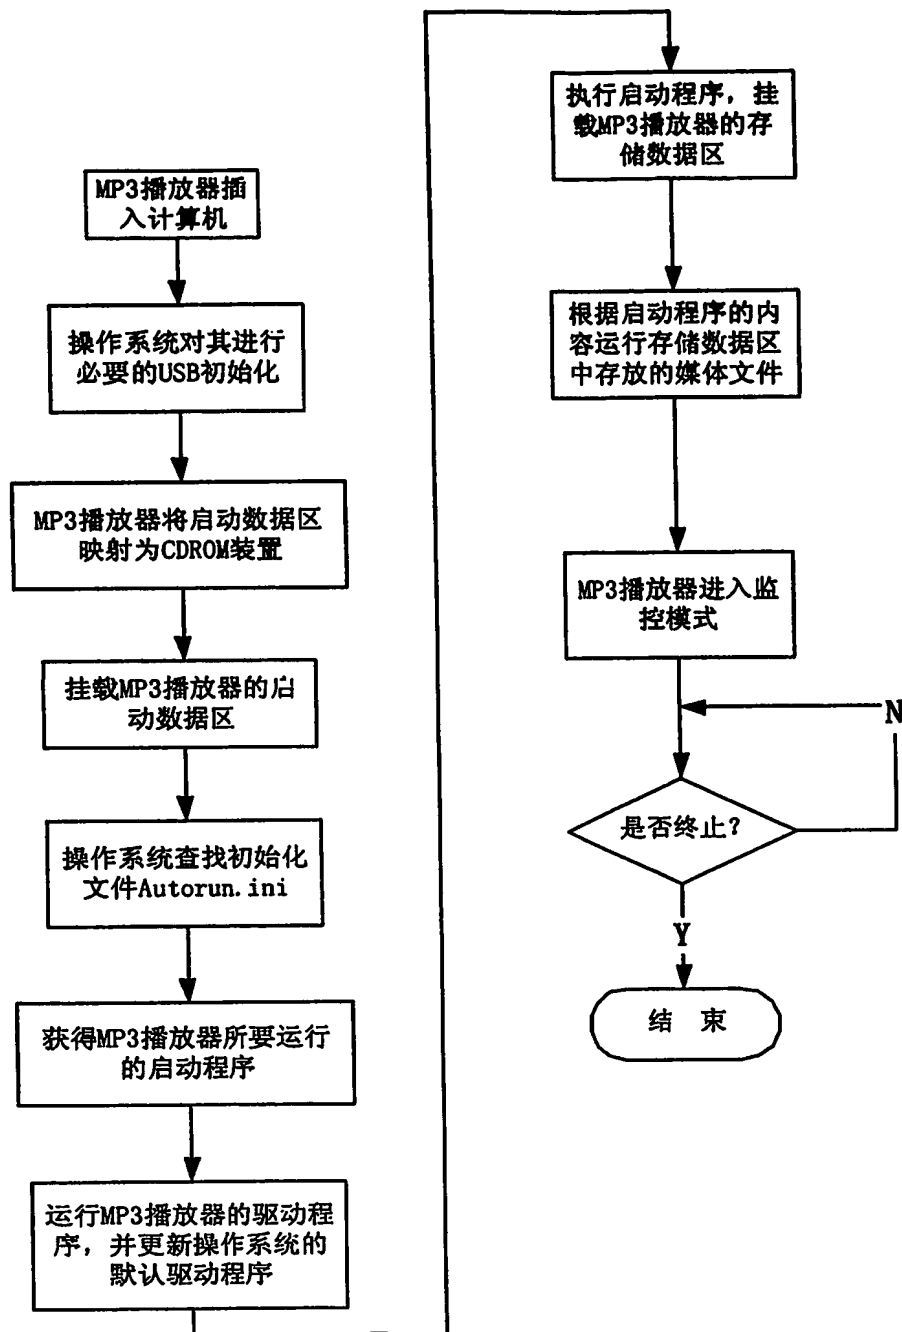 MP3播放器插
入计算机
操作系统对其进行
必要的USB初始化
MP3播放器将启动数据区
映射为CDROM装置
挂载MP3播放器的启
动数据区
操作系统查找初始化
文件Autorun.ini
获得MP3播放器所要运行
的启动程序
运行MP3播放器的驱动程
序，并更新操作系统的
默认驱动程序
执行启动程序，挂
载MP3播放器的存
储数据区
根据启动程序的内
容运行存储数据区
中存放的媒体文件
MP3播放器进入监
控模式
N
是否终止？
Y
结 束